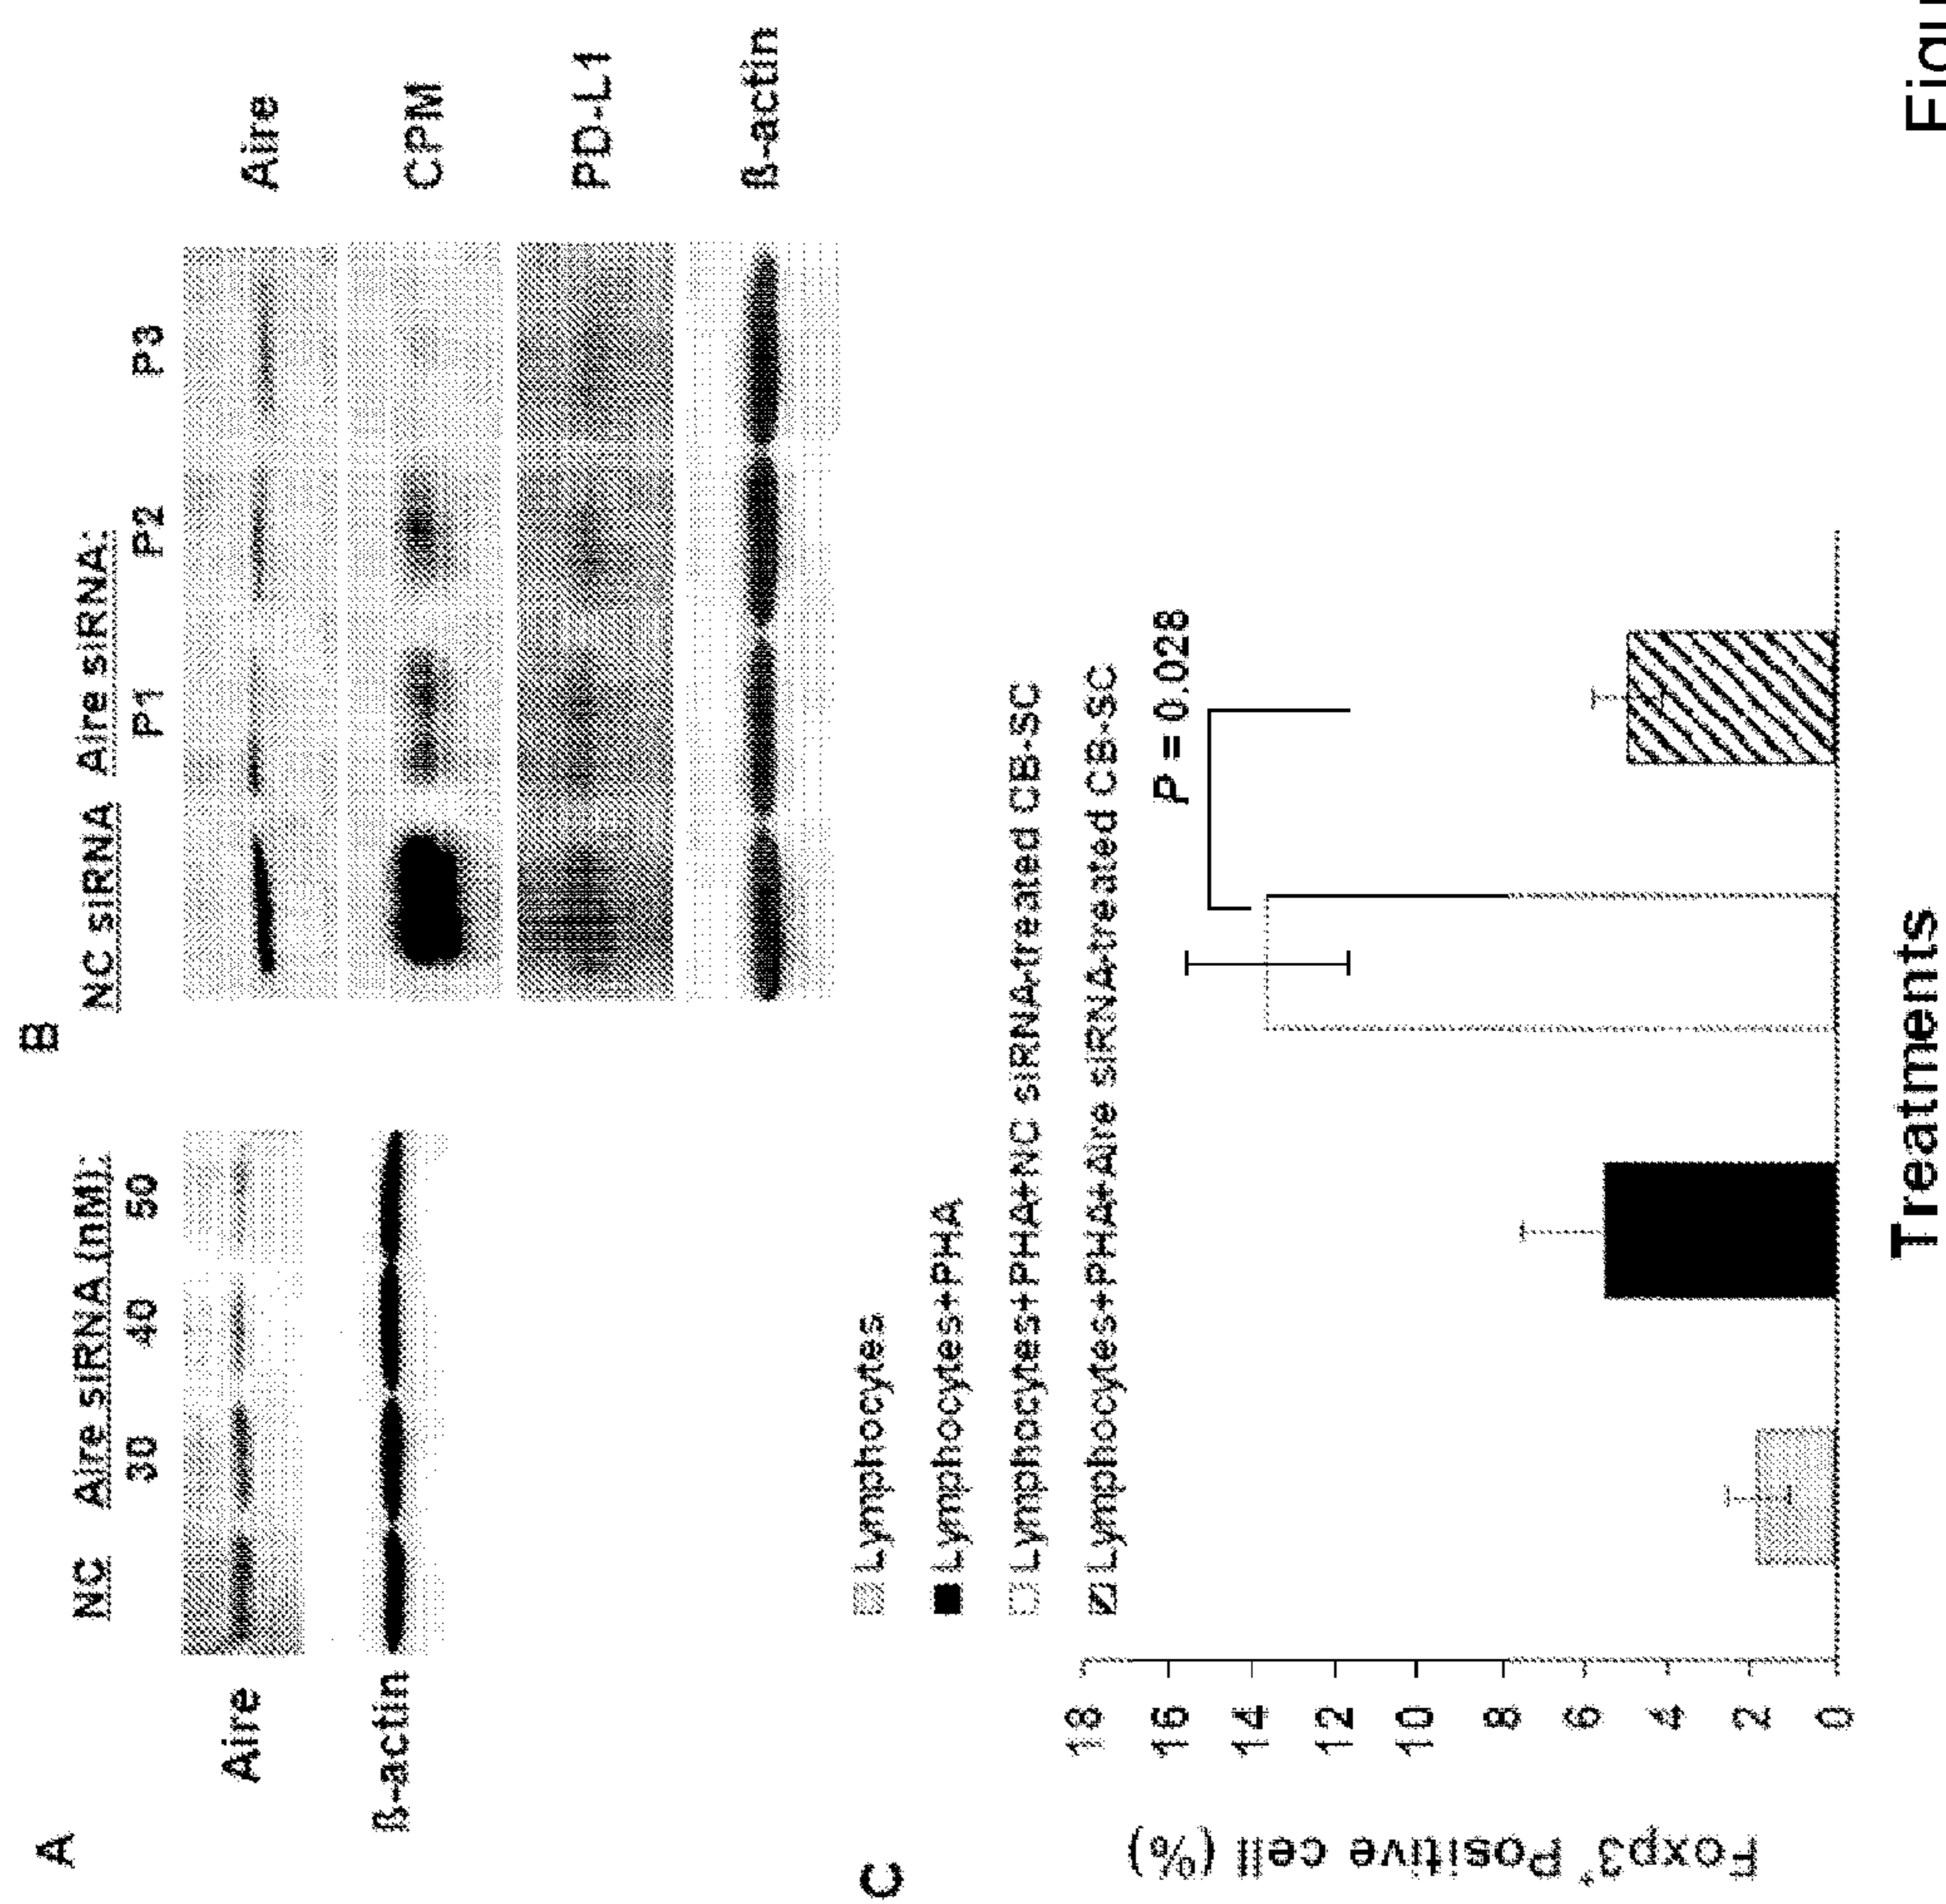 A
NC Aire siRNA (nM):
30 40 50
Aire
ß-actin
B
NC siRNA Aire siRNA:
P1 P2 P3
Aire
CPM
PD-L1
ß-actin
C
Lymphocytes
Lymphocytes+PHA
Lymphocytes+PHA+NC siRNA-treated CB-SC
Lymphocytes+PHA+Aire siRNA-treated CB-SC
P = 0.028
Foxp3⁺ Positive cell (%)
18
16
14
12
10
8
6
4
2
0
Treatments
Figu